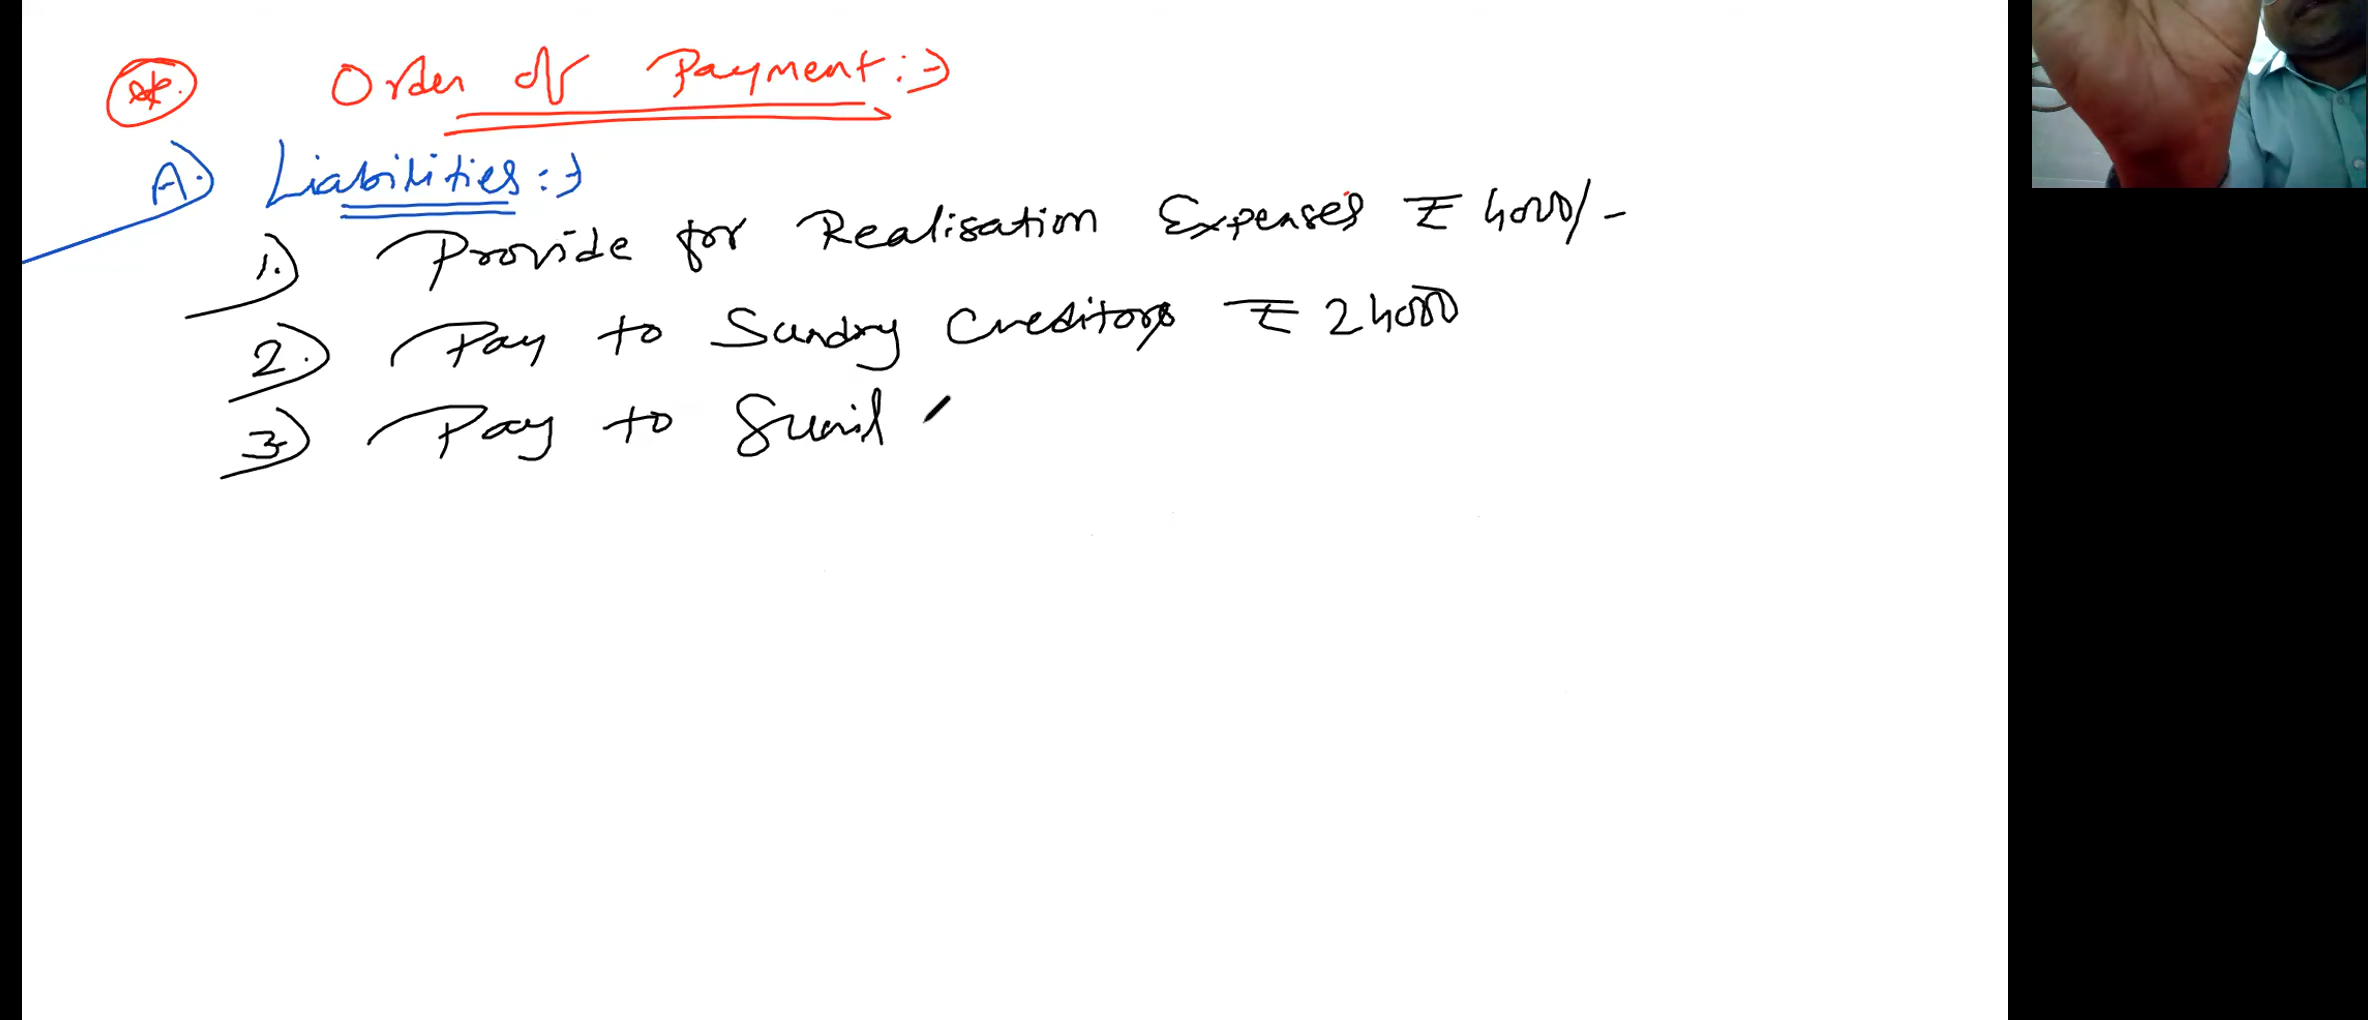 Order of Payment :-
A.) Liabilities :-
1.) Provide for Realisation Expenses ₹ 4000/-
2.) Pay to Sundry Creditors ₹ 24000
3.) Pay to Sunil